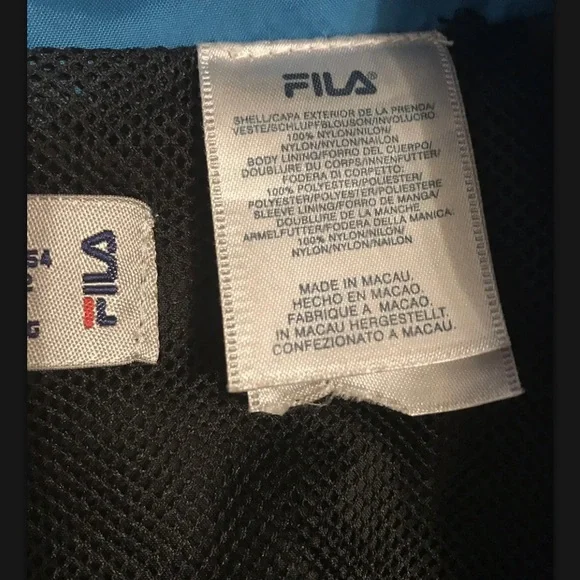 FILA®
SHELL/CAPA EXTERIOR DE LA PRENDA/
VESTE/SCHLUPFBLOUSON/INVOLUCRO
100% NYLON/NILON/
NYLON/NYLON/NAILON
BODY LINING/FORRO DEL CUERPO/
DOUBLURE DU CORPS/INNENFUTTER/
FODERA DI CORPETTO:
100% POLYESTER/POLIESTER/
POLYESTER/POLYESTER/POLIESTERE
SLEEVE LINING/FORRO DE MANGA/
DOUBLURE DE LA MANCHE
ARMELFUTTER/FODERA DELLA MANICA:
100% NYLON/NILON/
NYLON/NYLON/NAILON
MADE IN MACAU.
HECHO EN MACAO.
FABRIQUE A MACAU.
IN MACAU HERGESTELLT.
CONFEZIONATO A MACAU.
FILA
54
G